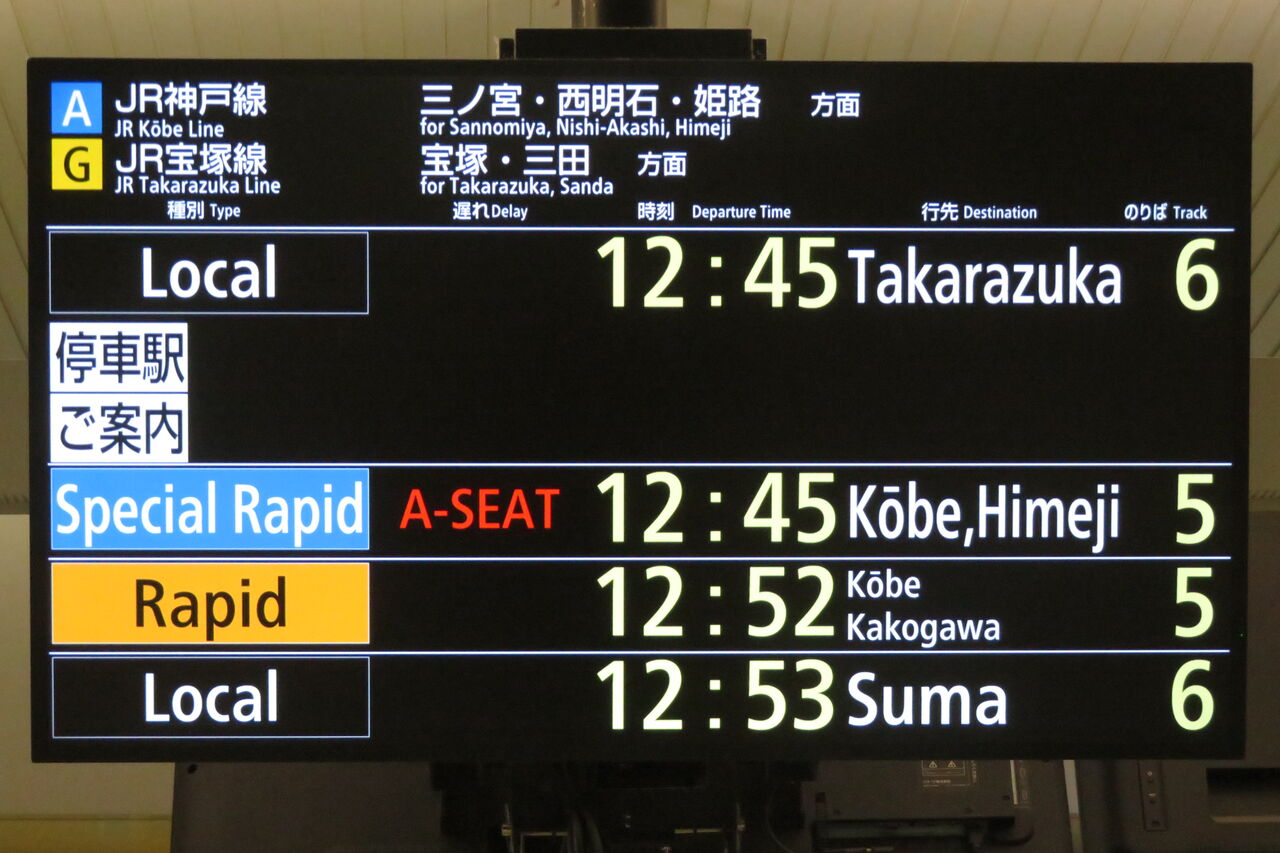 A JR神戸線 三ノ宮・西明石・姫路 方面
JR Kōbe Line for Sannomiya, Nishi-Akashi, Himeji
G JR宝塚線 宝塚・三田 方面
JR Takarazuka Line for Takarazuka, Sanda
種別 Type 遅れ Delay 時刻 Departure Time 行先 Destination のりば Track
Local 12:45 Takarazuka 6
停車駅
ご案内
Special Rapid A-SEAT 12:45 Kōbe,Himeji 5
Rapid 12:52 Kōbe
Kakogawa 5
Local 12:53 Suma 6